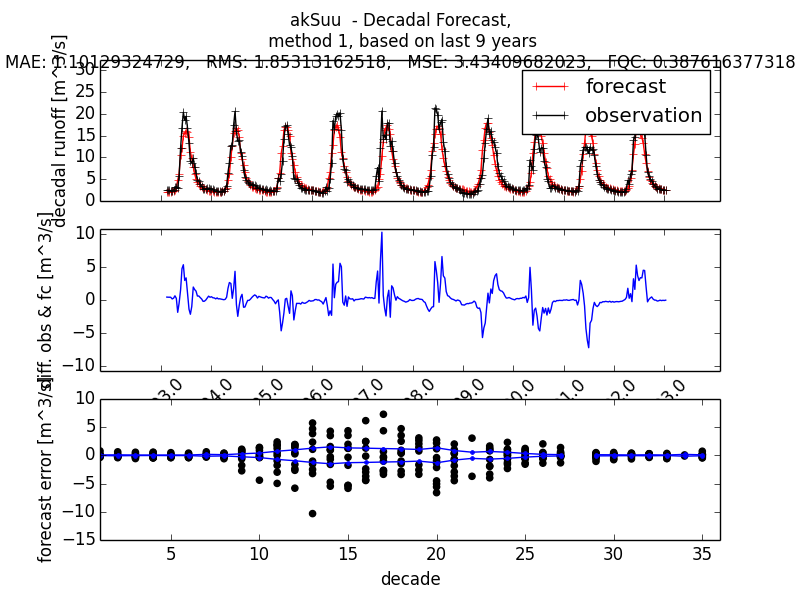 akSuu - Decadal Forecast,
method 1, based on last 9 years
MAE: 1.10129324729, RMS: 1.85313162518, MSE: 3.43409682023, FQC: 0.387616377318
decadal runoff [m^3/s]
30
25
20
15
10
5
0
forecast
observation
diff. obs & fc [m^3/s]
10
5
0
−5
−10
forecast error [m^3/s]
10
5
0
−5
−10
−15
5 10 15 20 25 30 35
decade